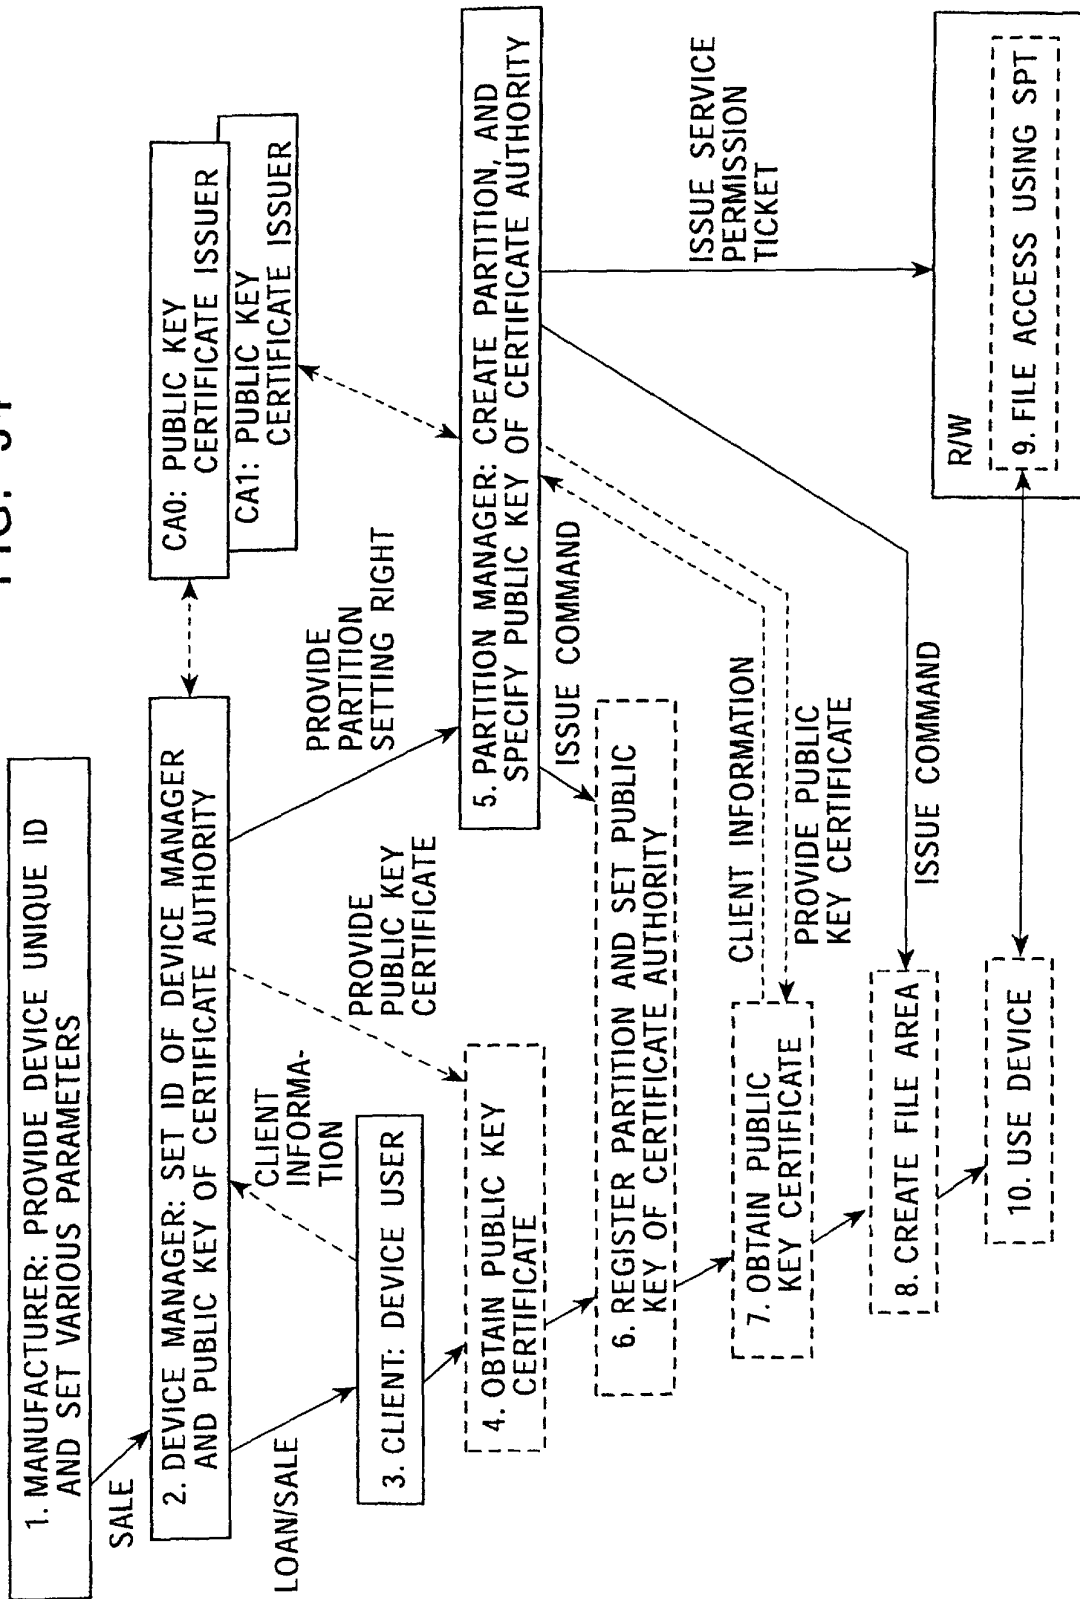 1. MANUFACTURER: PROVIDE DEVICE UNIQUE ID
AND SET VARIOUS PARAMETERS
SALE
2. DEVICE MANAGER: SET ID OF DEVICE MANAGER
AND PUBLIC KEY OF CERTIFICATE AUTHORITY
CA0: PUBLIC KEY
CERTIFICATE ISSUER
CA1: PUBLIC KEY
CERTIFICATE ISSUER
LOAN/SALE
CLIENT
INFORMA-
TION
PROVIDE
PUBLIC KEY
CERTIFICATE
PROVIDE
PARTITION
SETTING RIGHT
3. CLIENT: DEVICE USER
4. OBTAIN PUBLIC KEY
CERTIFICATE
5. PARTITION MANAGER: CREATE PARTITION, AND
SPECIFY PUBLIC KEY OF CERTIFICATE AUTHORITY
ISSUE COMMAND
6. REGISTER PARTITION AND SET PUBLIC
KEY OF CERTIFICATE AUTHORITY
ISSUE SERVICE
PERMISSION
TICKET
CLIENT INFORMATION
7. OBTAIN PUBLIC
KEY CERTIFICATE
PROVIDE PUBLIC
KEY CERTIFICATE
8. CREATE FILE AREA
ISSUE COMMAND
R/W
9. FILE ACCESS USING SPT
10. USE DEVICE